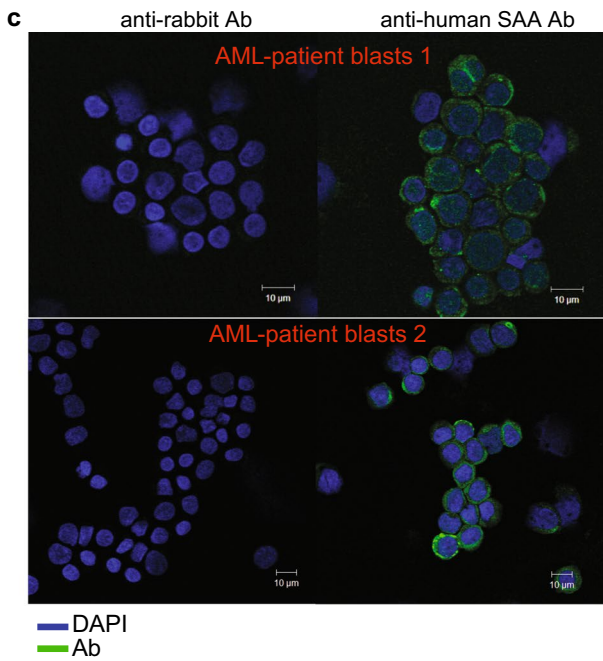 c
anti-rabbit Ab
anti-human SAA Ab
AML-patient blasts 1
10 µm
10 µm
AML-patient blasts 2
10 µm
10 µm
DAPI
Ab